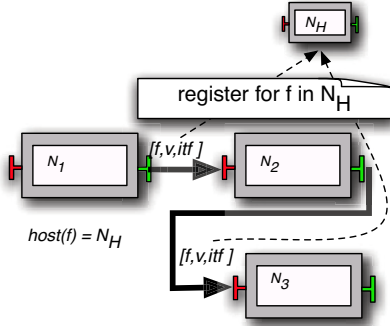 N_H
register for f in N_H
[f,v,itf ]
N_1
N_2
host(f) = N_H
[f,v,itf ]
N_3